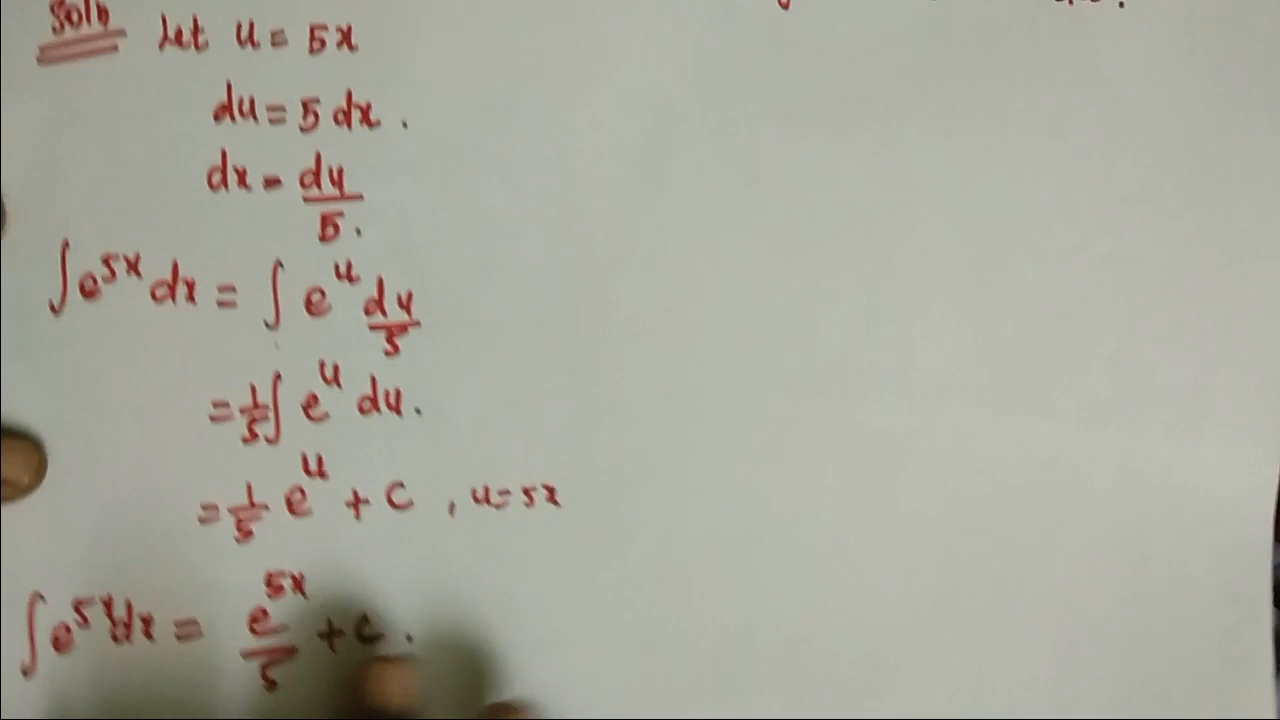 Soln Let u = 5x
du = 5 dx .
dx = du/5 .
∫e^5x dx = ∫ e^u du/5
= 1/5 ∫ e^u du .
= 1/5 e^u + c , u = 5x
∫e^5x dx = e^5x/5 + c .